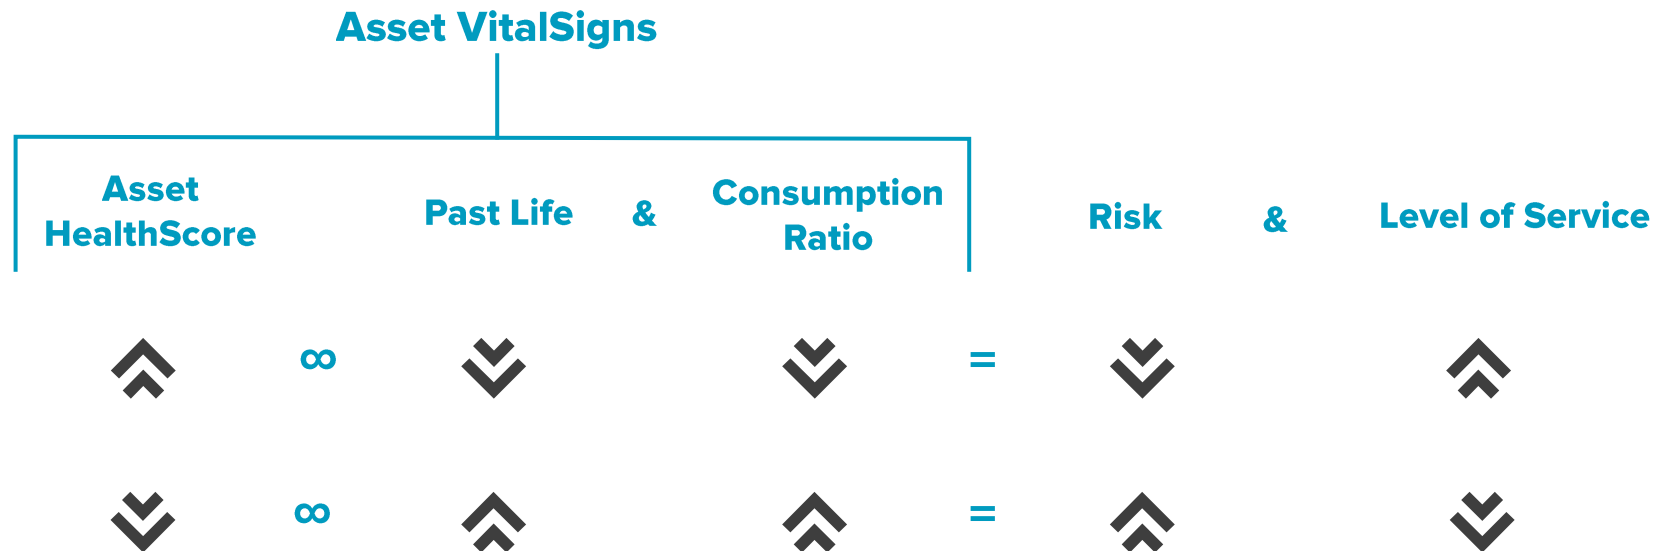 Asset VitalSigns
Asset
HealthScore
Past Life & Consumption
Ratio
Risk & Level of Service
∞ =
∞ =